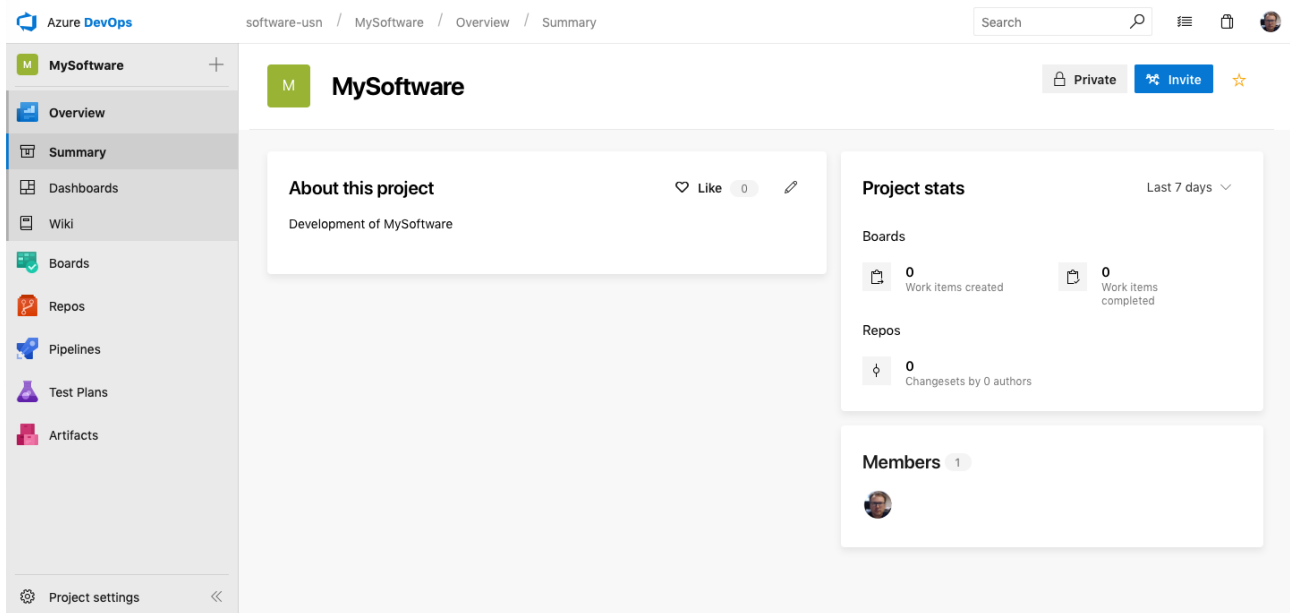 Azure DevOps
software-usn / MySoftware / Overview / Summary
Search
M MySoftware
Overview
Summary
Dashboards
Wiki
Boards
Repos
Pipelines
Test Plans
Artifacts
Project settings
M MySoftware
Private
Invite
About this project
Like 0
Development of MySoftware
Project stats
Last 7 days
Boards
0
Work items created
0
Work items
completed
Repos
0
Changesets by 0 authors
Members 1